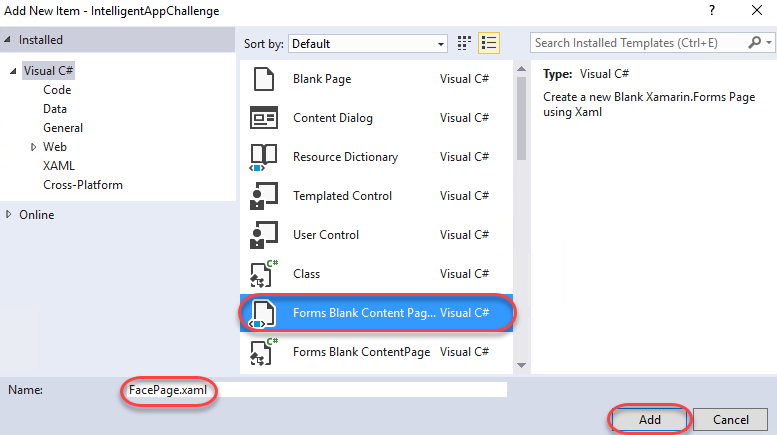 Add New Item - IntelligentAppChallenge
Installed
Sort by: Default
Search Installed Templates (Ctrl+E)
Visual C#
Code
Data
General
Web
XAML
Cross-Platform
Online
Blank Page Visual C#
Content Dialog Visual C#
Resource Dictionary Visual C#
Templated Control Visual C#
User Control Visual C#
C#
Class Visual C#
Forms Blank Content Pag... Visual C#
C#
Forms Blank ContentPage Visual C#
Type: Visual C#
Create a new Blank Xamarin.Forms Page
using Xaml
Name: FacePage.xaml
Add Cancel